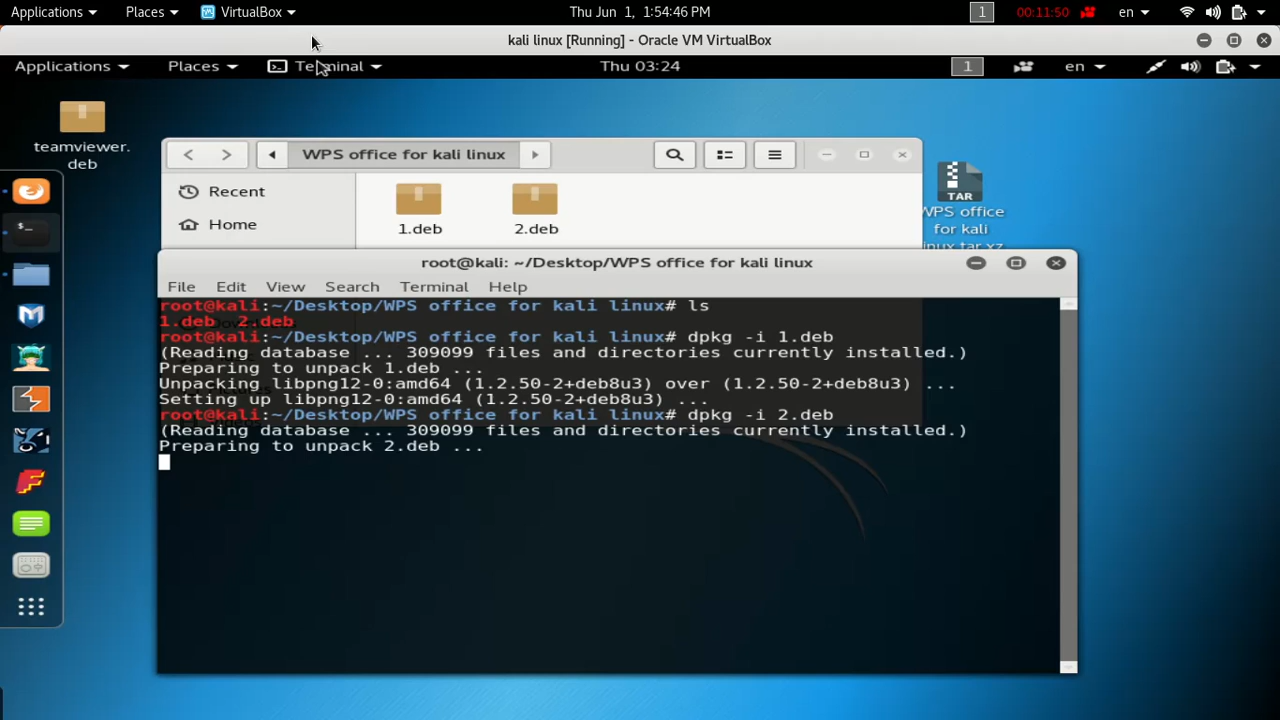 Applications Places VirtualBox Thu Jun 1, 1:54:46 PM 1 00:11:50 en
kali linux [Running] - Oracle VM VirtualBox
Applications Places Terminal Thu 03:24 1 en
teamviewer.
deb
WPS office for kali linux
Recent
Home
1.deb 2.deb
TAR
WPS office
for kali
linux.tar.xz
root@kali: ~/Desktop/WPS office for kali linux
File Edit View Search Terminal Help
root@kali:~/Desktop/WPS office for kali linux# ls
1.deb 2.deb
root@kali:~/Desktop/WPS office for kali linux# dpkg -i 1.deb
(Reading database ... 309099 files and directories currently installed.)
Preparing to unpack 1.deb ...
Unpacking libpng12-0:amd64 (1.2.50-2+deb8u3) over (1.2.50-2+deb8u3) ...
Setting up libpng12-0:amd64 (1.2.50-2+deb8u3) ...
root@kali:~/Desktop/WPS office for kali linux# dpkg -i 2.deb
(Reading database ... 309099 files and directories currently installed.)
Preparing to unpack 2.deb ...